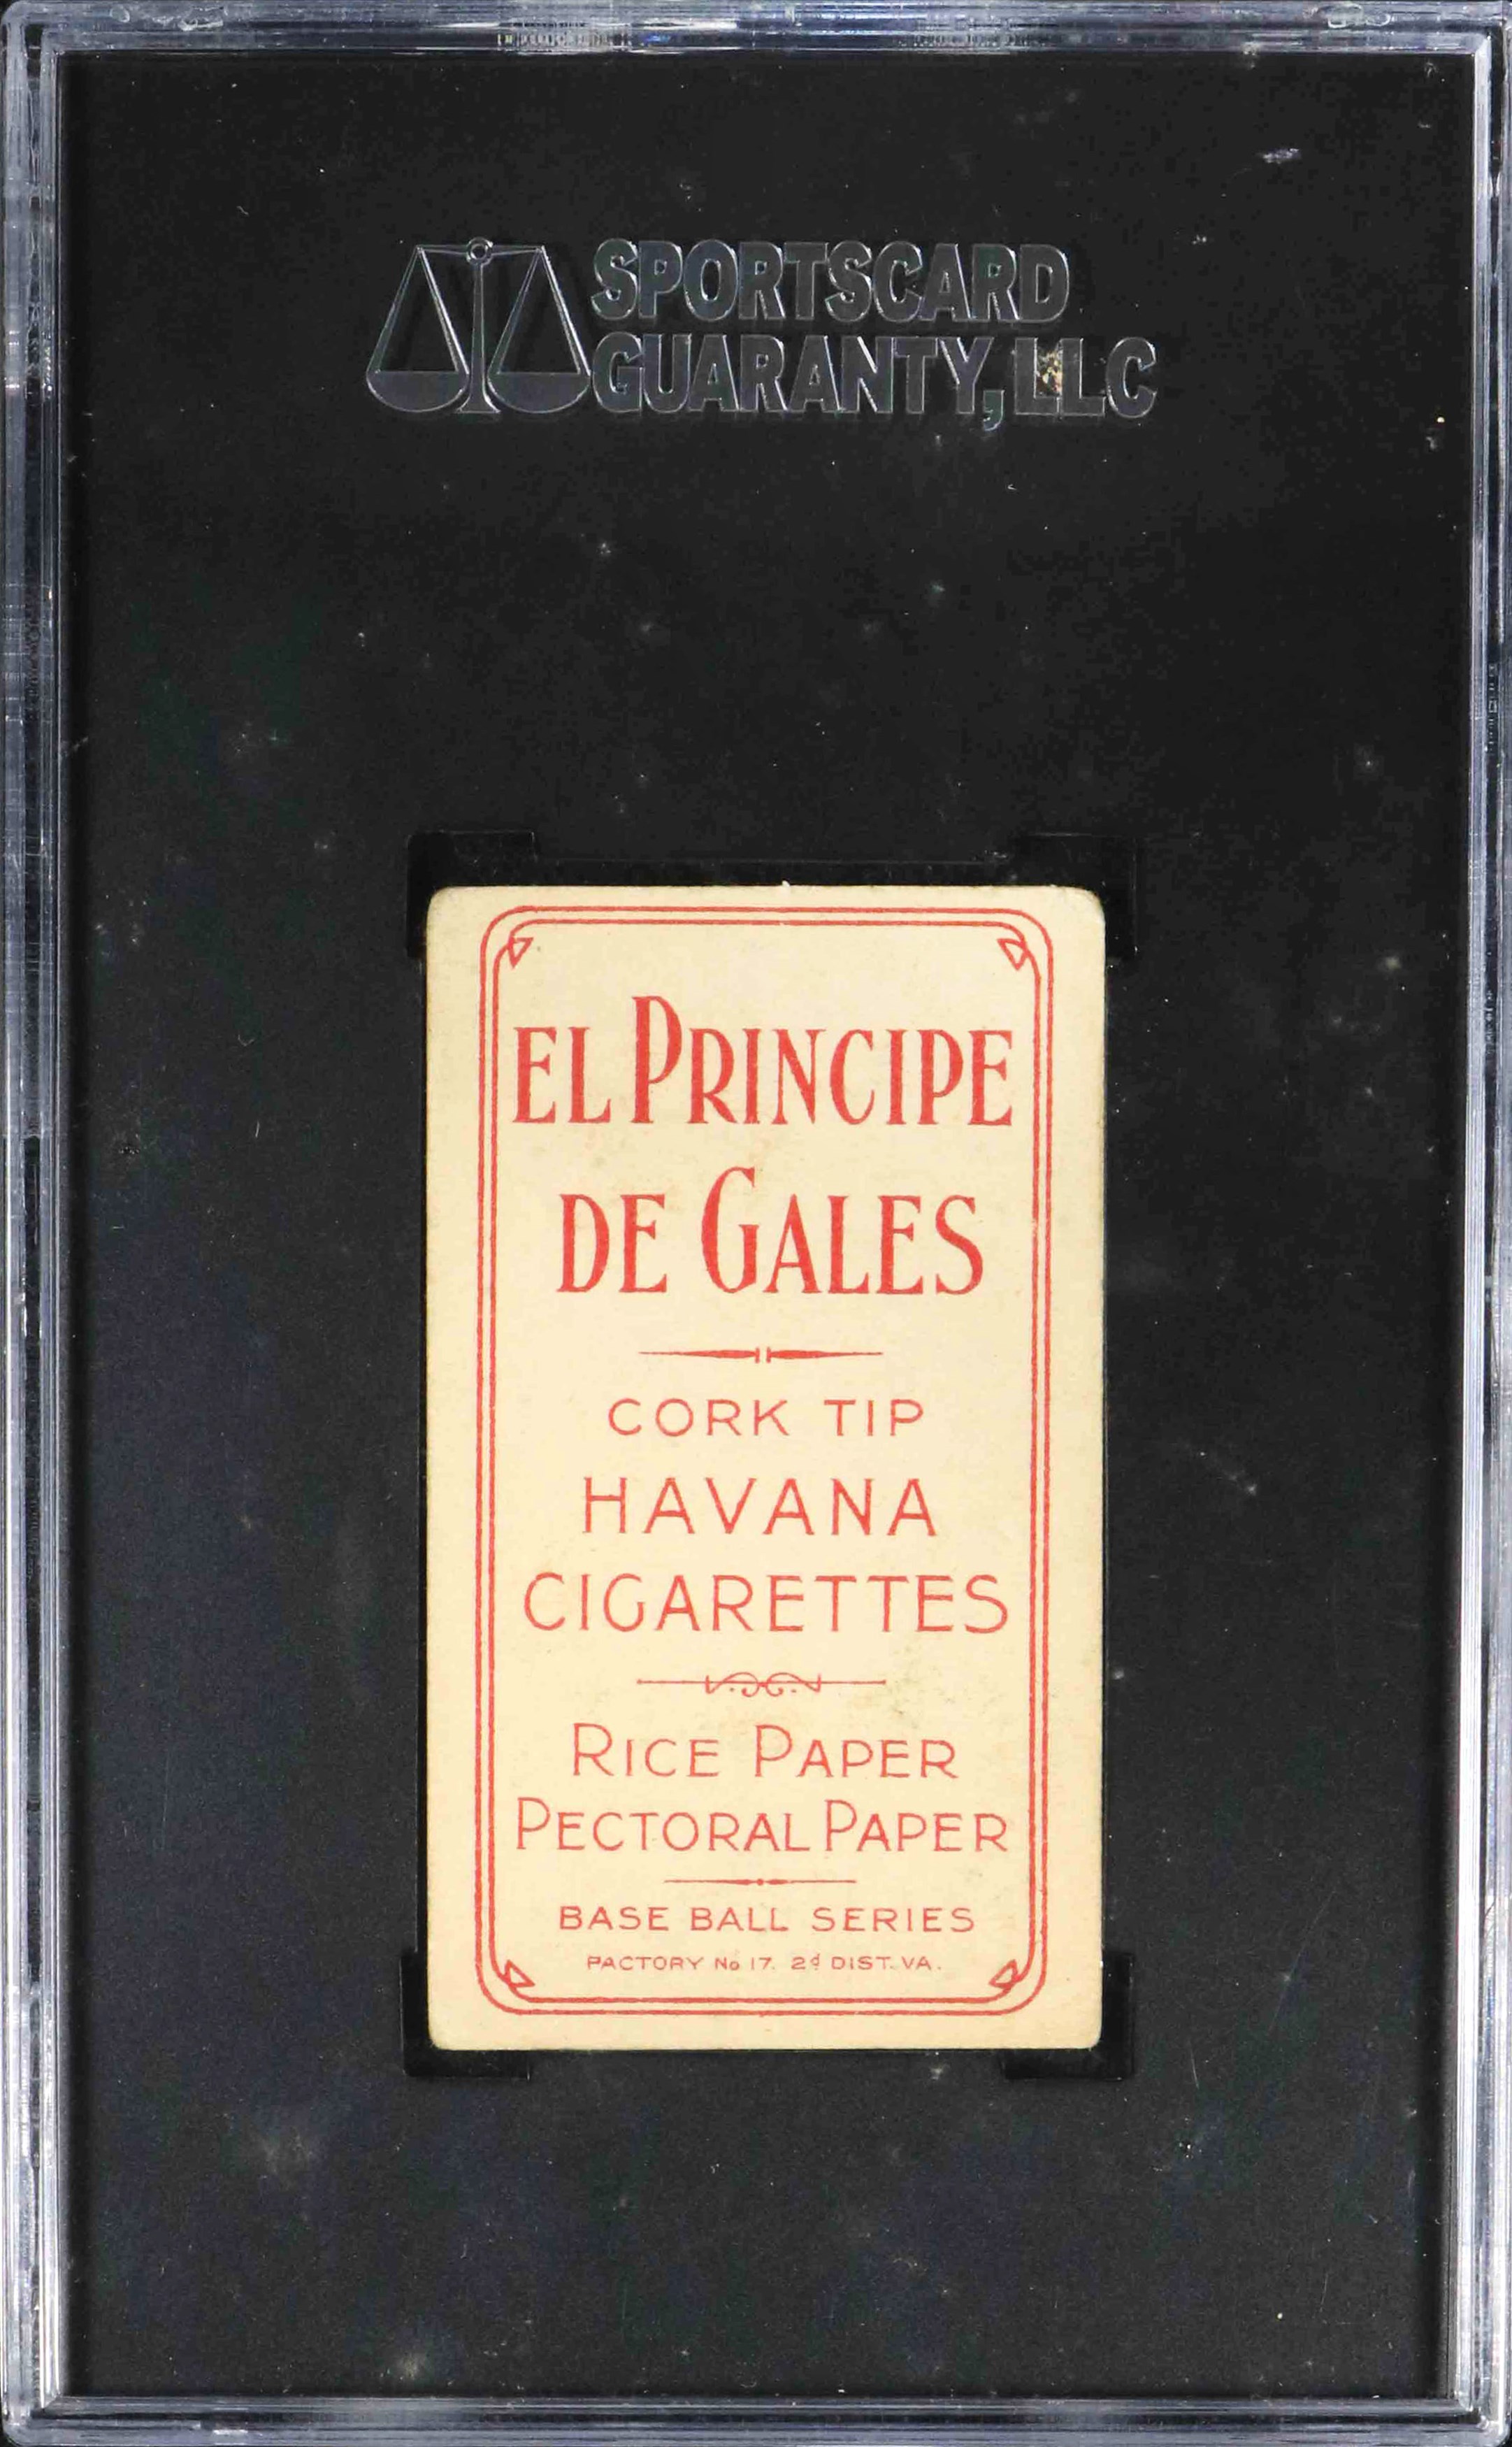 SPORTSCARD
GUARANTY, LLC
EL PRINCIPE
DE GALES
CORK TIP
HAVANA
CIGARETTES
RICE PAPER
PECTORAL PAPER
BASE BALL SERIES
FACTORY No 17. 2d DIST. VA.